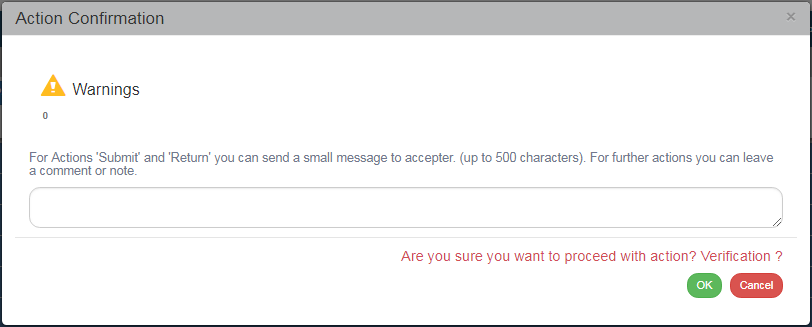 Action Confirmation
×
Warnings
0
For Actions 'Submit' and 'Return' you can send a small message to accepter. (up to 500 characters). For further actions you can leave
a comment or note.
Are you sure you want to proceed with action? Verification ?
OK Cancel